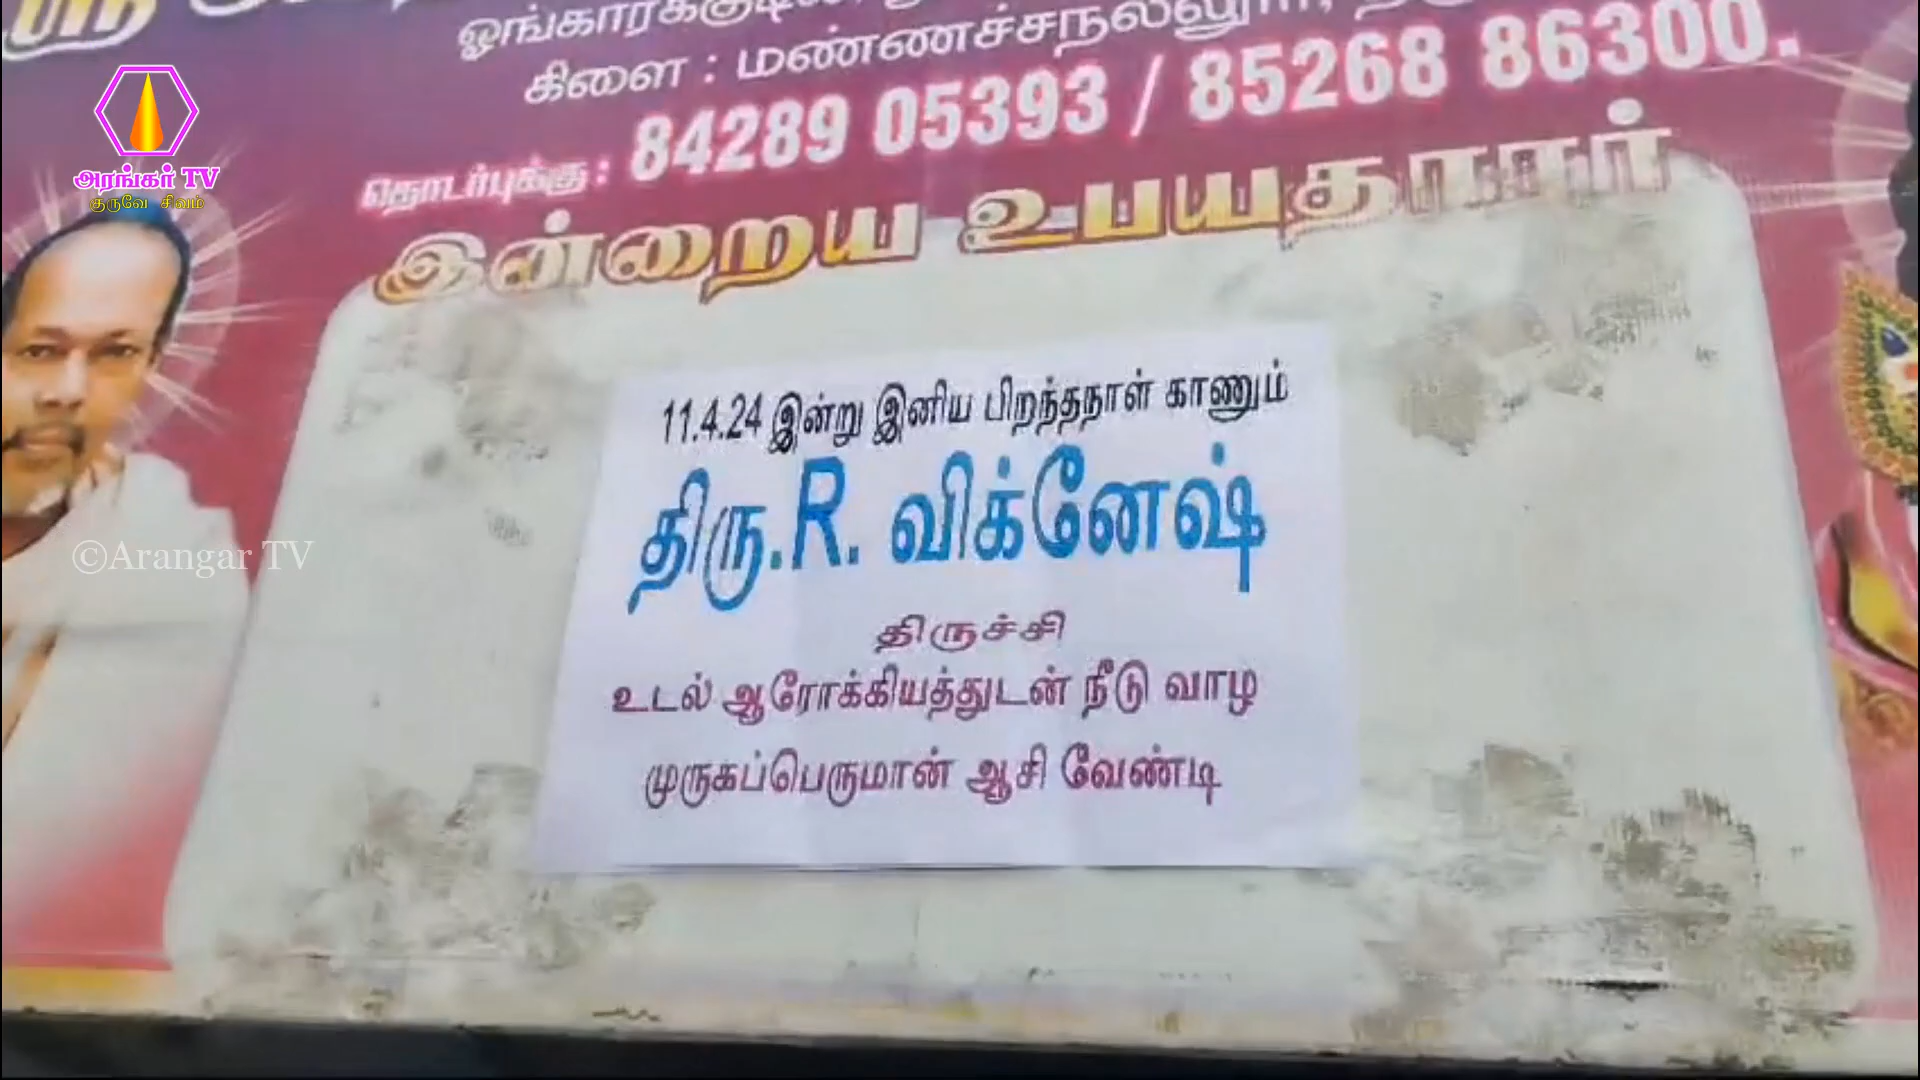 ஸ்ரீ
ஓங்காரக்குடில்,
கிளை : மண்ணச்சநல்லூர்,
தொடர்புக்கு : 84289 05393 / 85268 86300.
இன்றைய உபயதாரர்
11.4.24 இன்று இனிய பிறந்தநாள் காணும்
திரு.R. விக்னேஷ்
திருச்சி
உடல் ஆரோக்கியத்துடன் நீடு வாழ
முருகப்பெருமான் ஆசி வேண்டி
அரங்கர் TV
குருவே சிவம்
©Arangar TV